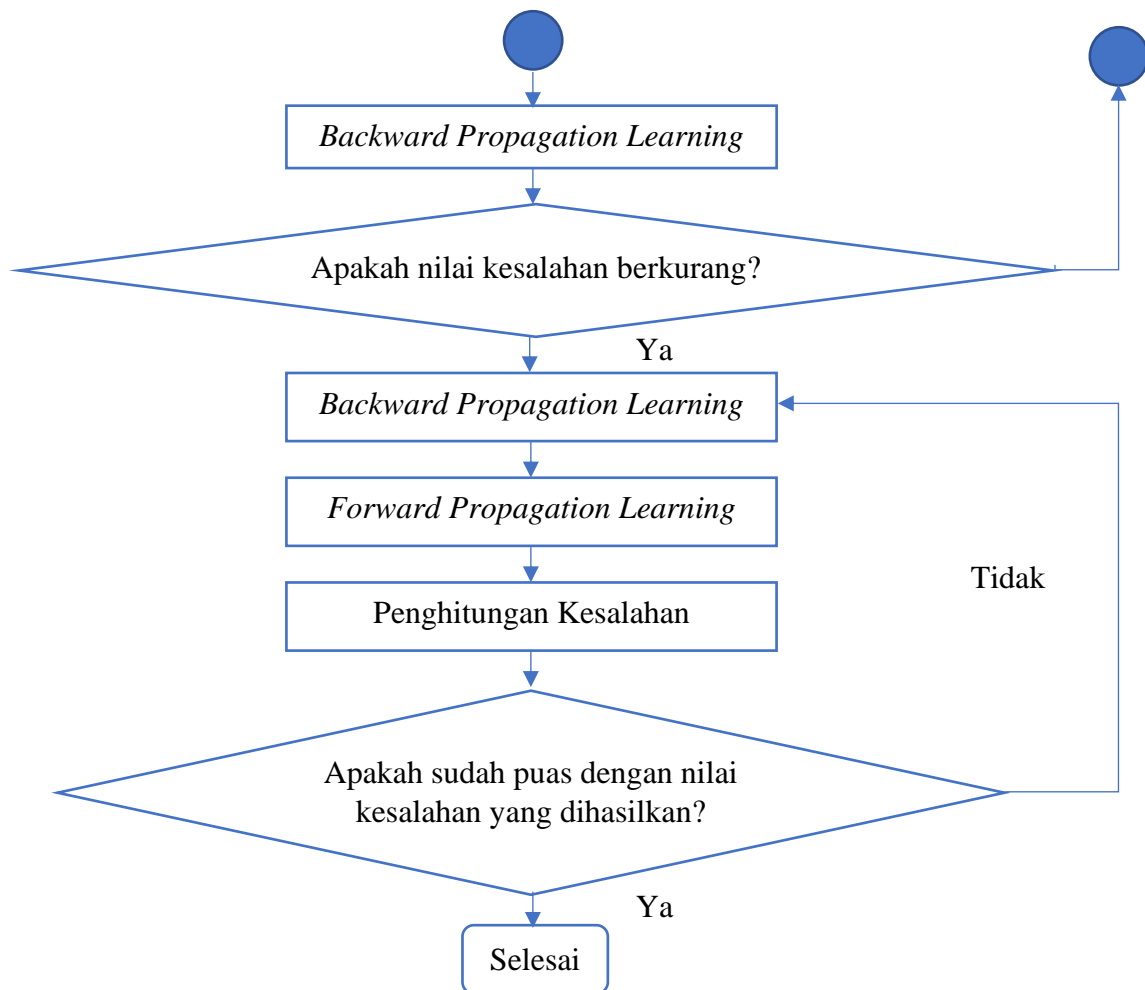 Backward Propagation Learning
Apakah nilai kesalahan berkurang?
Ya
Backward Propagation Learning
Forward Propagation Learning
Tidak
Penghitungan Kesalahan
Apakah sudah puas dengan nilai
kesalahan yang dihasilkan?
Ya
Selesai